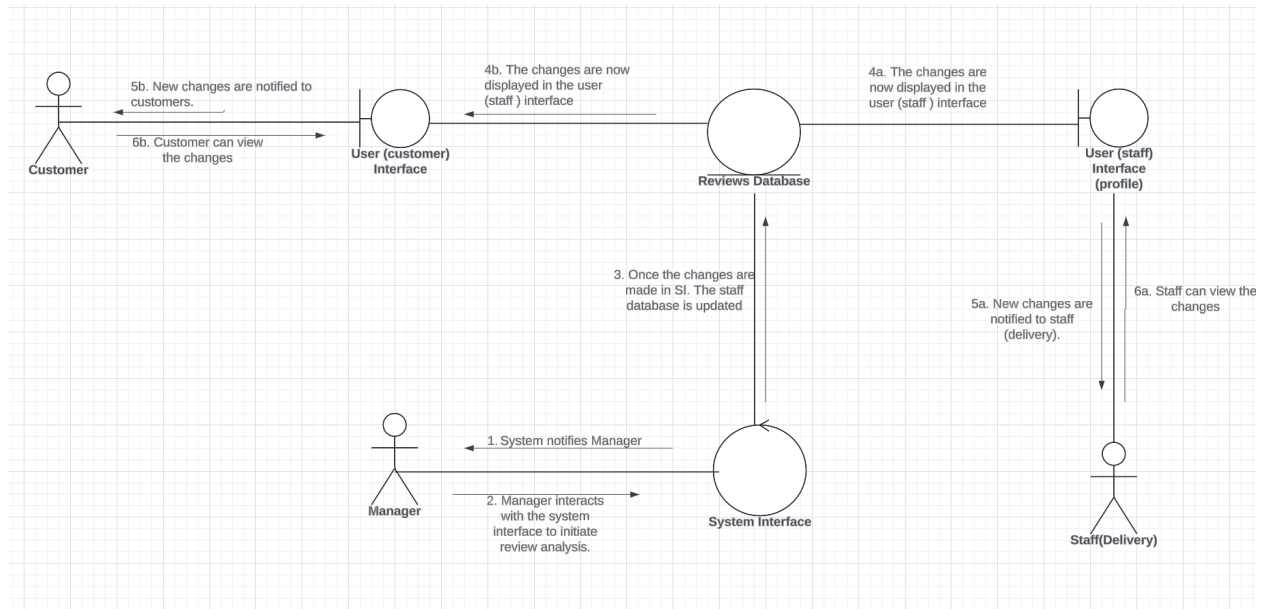 5b. New changes are notified to
customers.
6b. Customer can view
the changes
Customer
User (customer)
Interface
4b. The changes are now
displayed in the user
(staff ) interface
Reviews Database
4a. The changes are
now displayed in the
user (staff ) interface
User (staff)
Interface
(profile)
3. Once the changes are
made in SI. The staff
database is updated
5a. New changes are
notified to staff
(delivery).
6a. Staff can view the
changes
1. System notifies Manager
2. Manager interacts
with the system
interface to initiate
review analysis.
Manager
System Interface
Staff(Delivery)